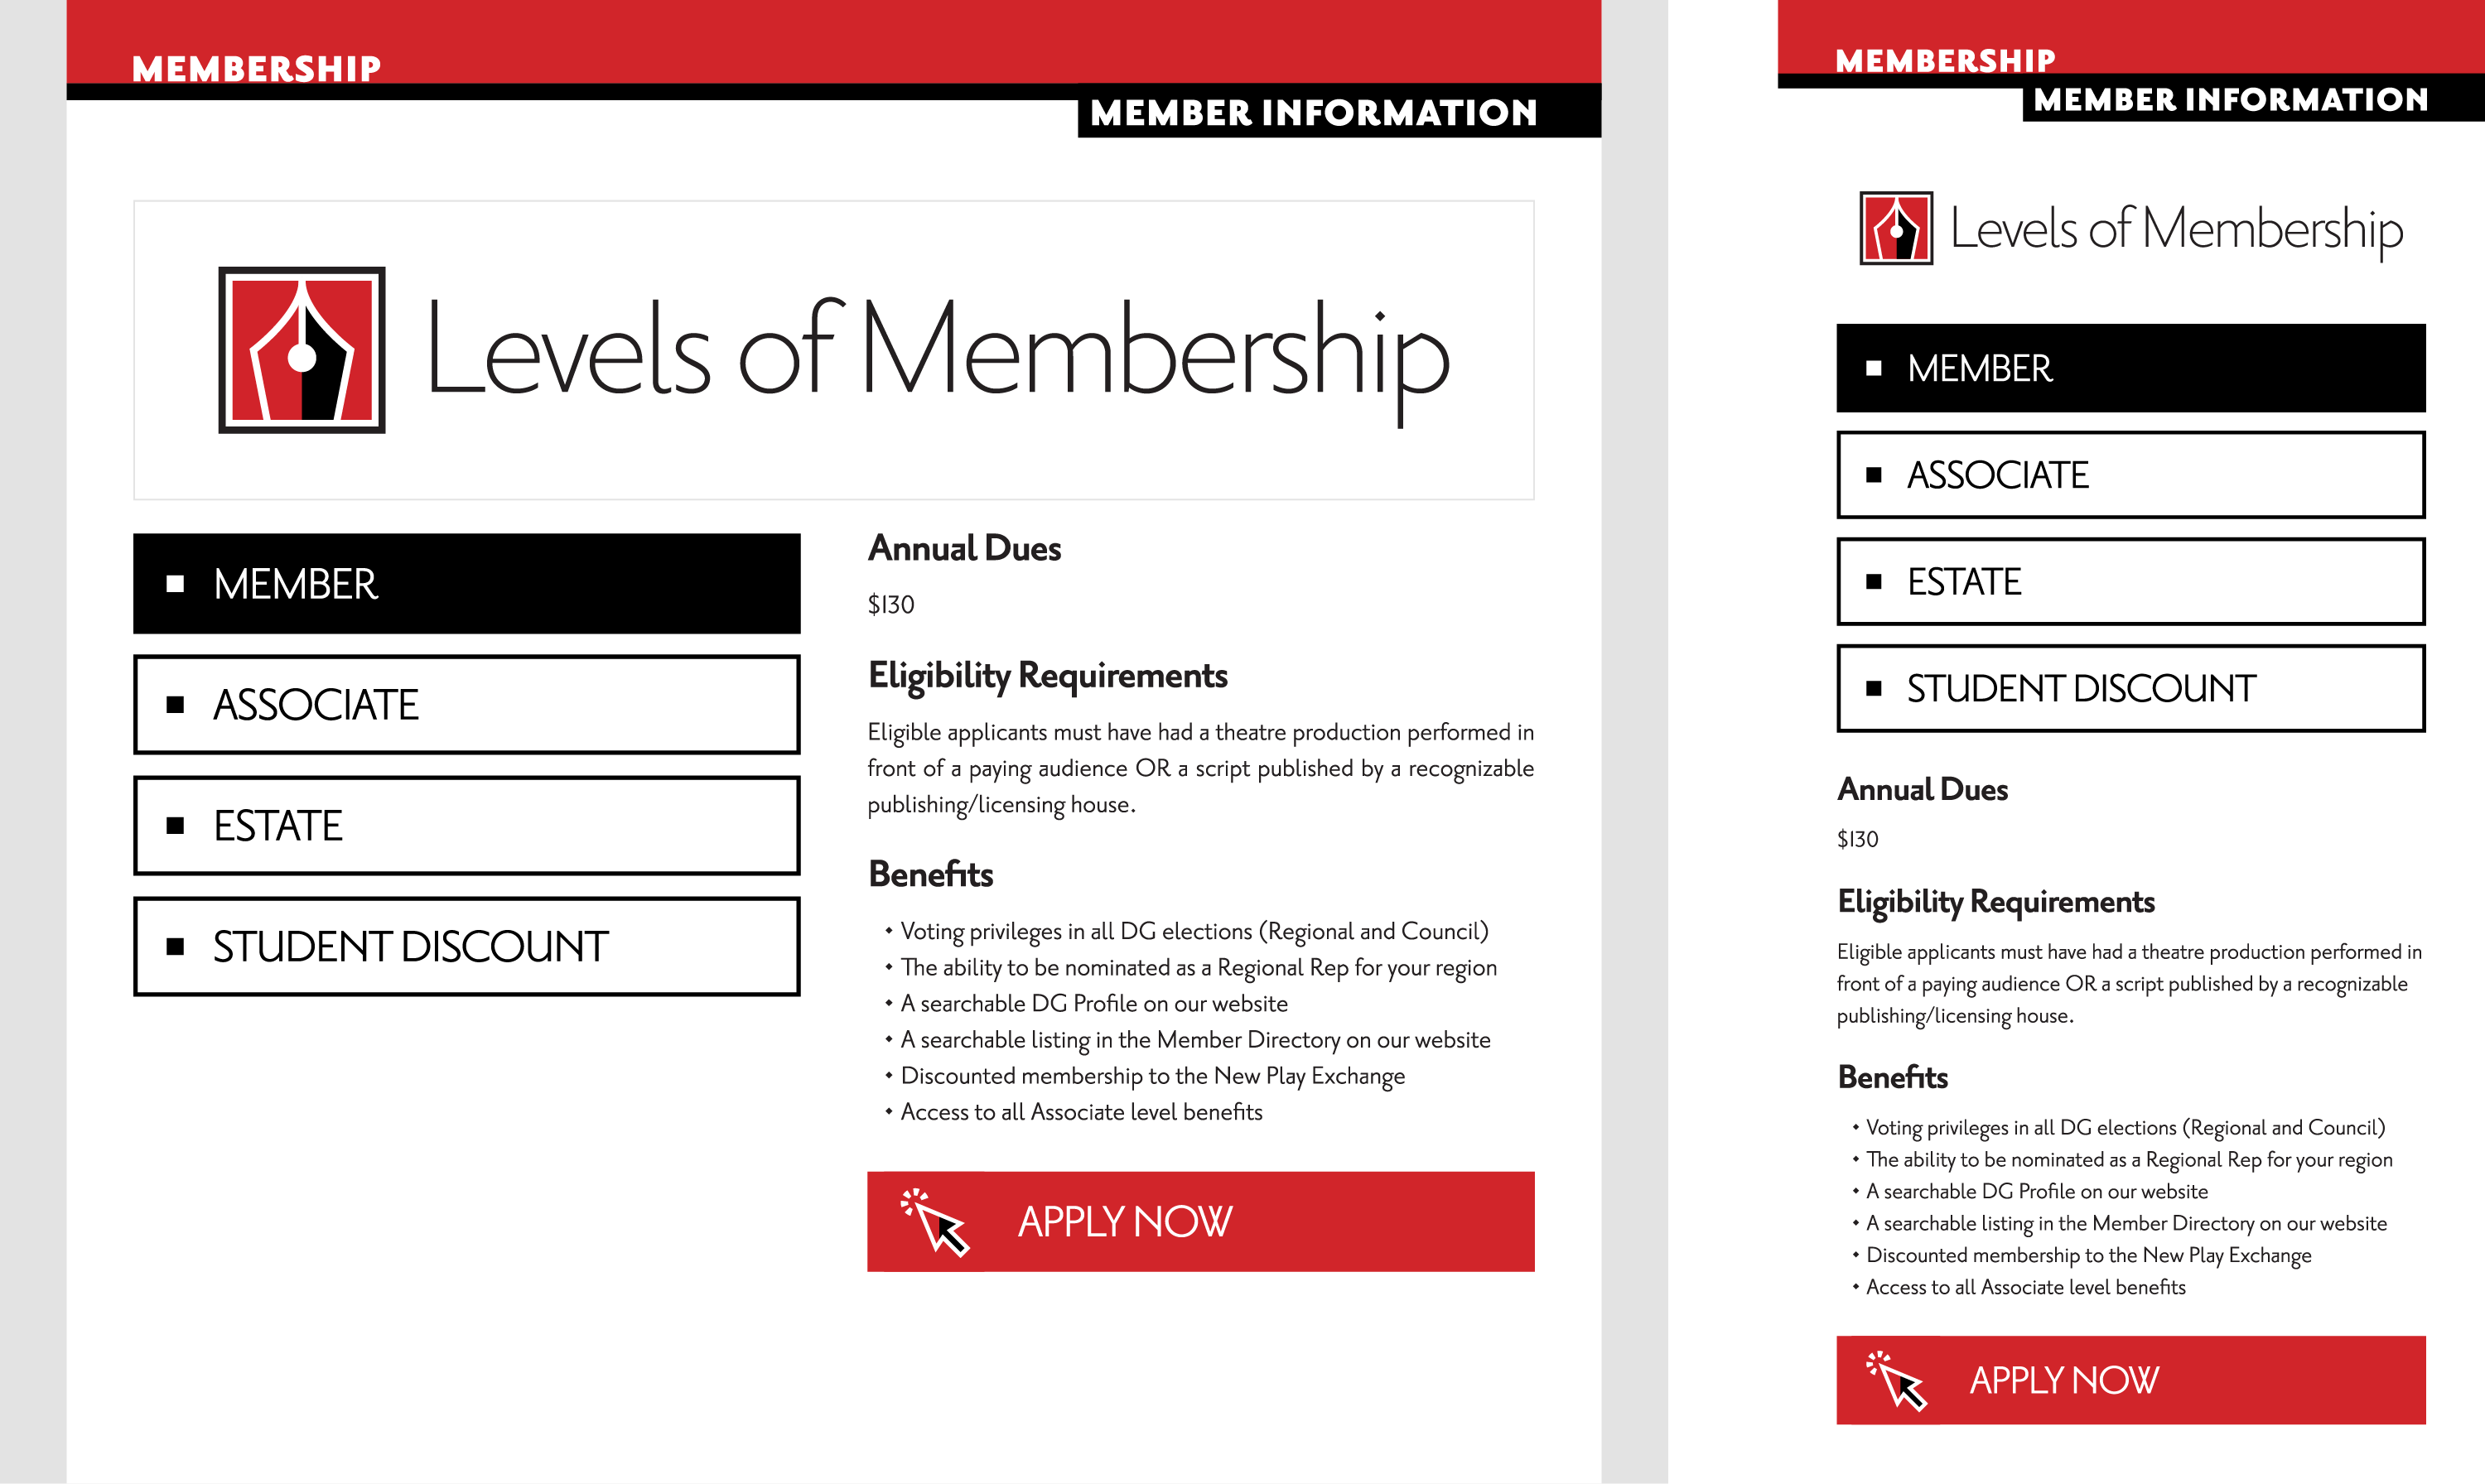 MEMBERSHIP
MEMBER INFORMATION
Levels of Membership
MEMBER
ASSOCIATE
ESTATE
STUDENT DISCOUNT
Annual Dues
$130
Eligibility Requirements
Eligible applicants must have had a theatre production performed in
front of a paying audience OR a script published by a recognizable
publishing/licensing house.
Benefits
• Voting privileges in all DG elections (Regional and Council)
• The ability to be nominated as a Regional Rep for your region
• A searchable DG Profile on our website
• A searchable listing in the Member Directory on our website
• Discounted membership to the New Play Exchange
• Access to all Associate level benefits
APPLY NOW
MEMBERSHIP
MEMBER INFORMATION
Levels of Membership
MEMBER
ASSOCIATE
ESTATE
STUDENT DISCOUNT
Annual Dues
$130
Eligibility Requirements
Eligible applicants must have had a theatre production performed in
front of a paying audience OR a script published by a recognizable
publishing/licensing house.
Benefits
• Voting privileges in all DG elections (Regional and Council)
• The ability to be nominated as a Regional Rep for your region
• A searchable DG Profile on our website
• A searchable listing in the Member Directory on our website
• Discounted membership to the New Play Exchange
• Access to all Associate level benefits
APPLY NOW